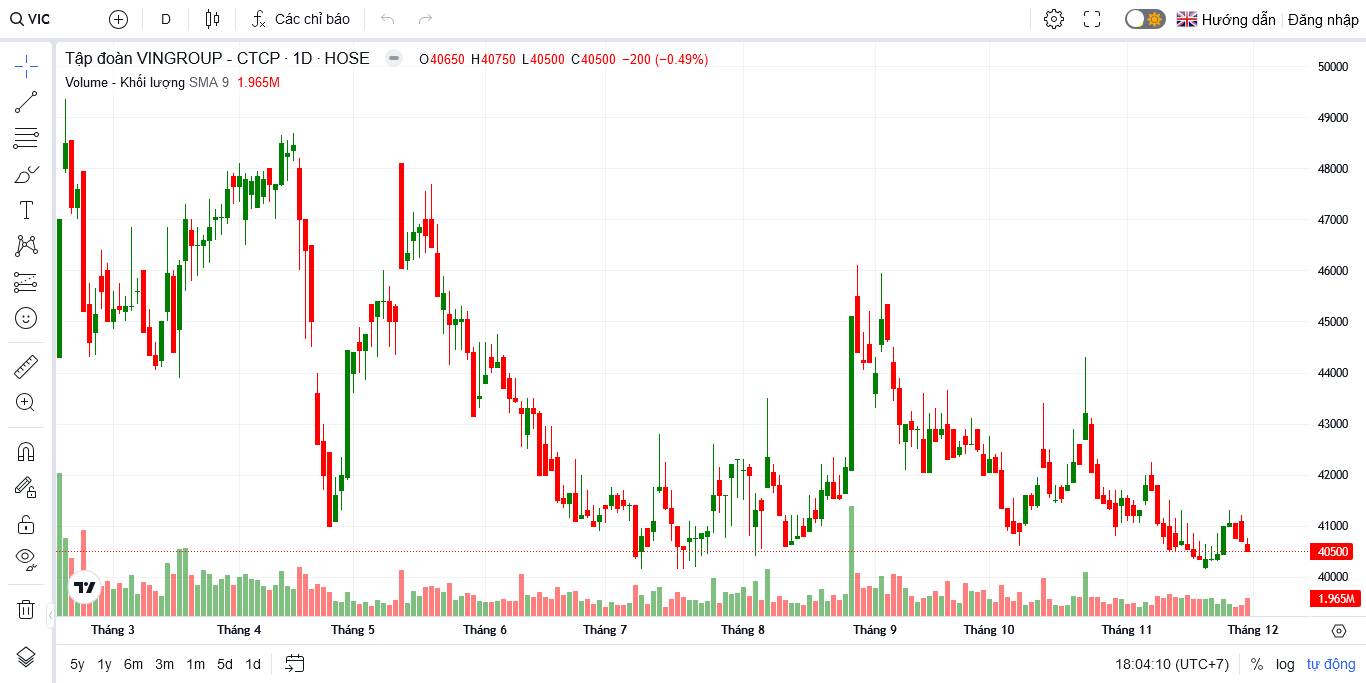 VIC D Các chỉ báo Hướng dẫn Đăng nhập
Tập đoàn VINGROUP - CTCP · 1D · HOSE O40650 H40750 L40500 C40500 −200 (−0.49%)
Volume - Khối lượng SMA 9 1.965M
50000
49000
48000
47000
46000
45000
44000
43000
42000
41000
40500
40000
1.965M
Tháng 3 Tháng 4 Tháng 5 Tháng 6 Tháng 7 Tháng 8 Tháng 9 Tháng 10 Tháng 11 Tháng 12
5y 1y 6m 3m 1m 5d 1d 18:04:10 (UTC+7) % log tự động